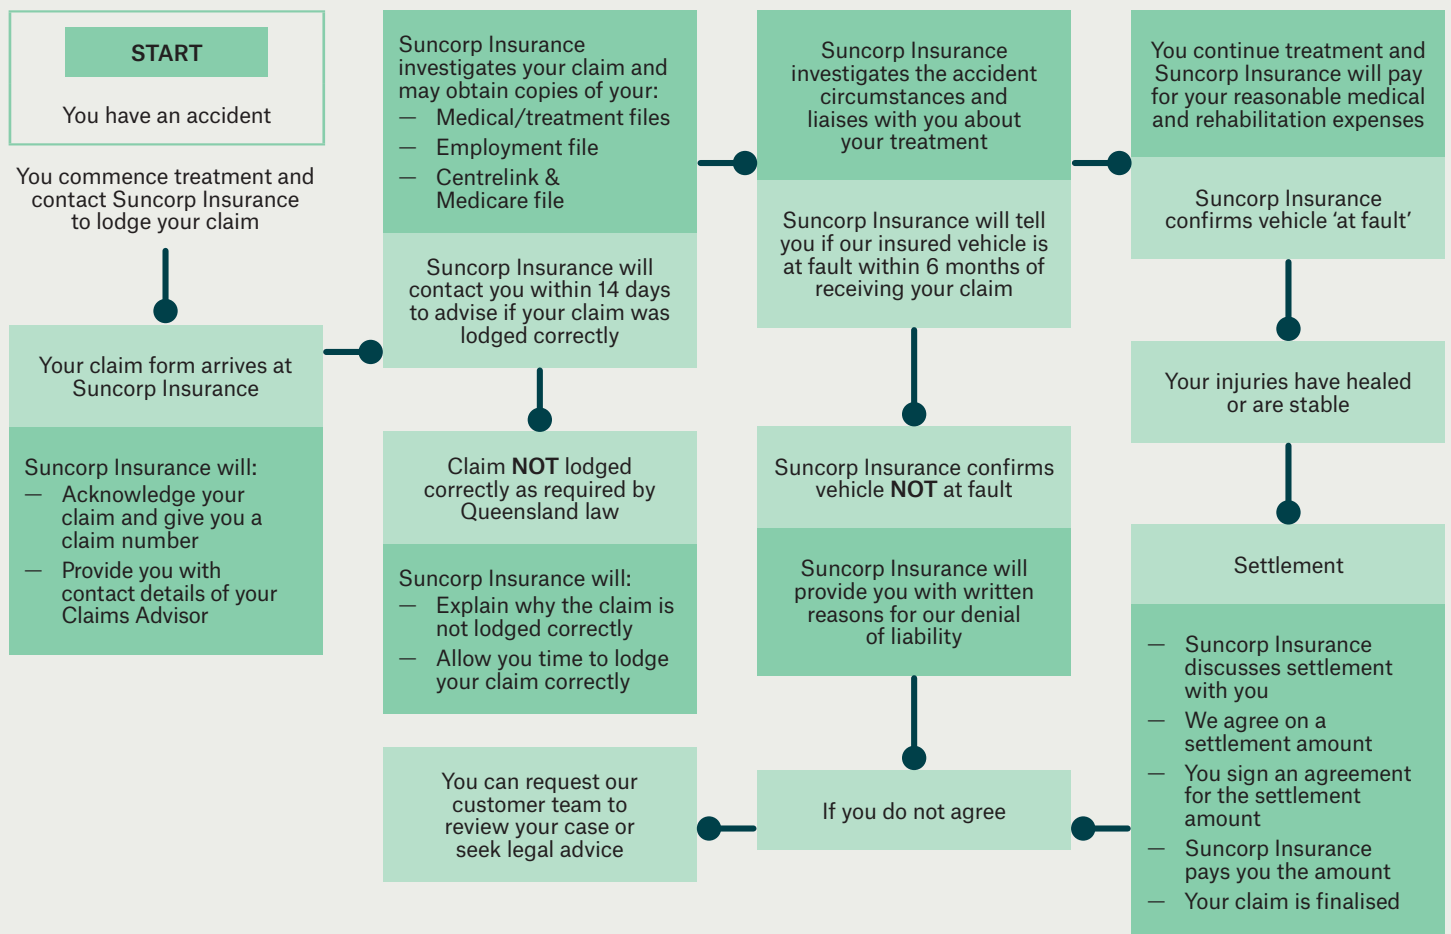 START
You have an accident
You commence treatment and
contact Suncorp Insurance
to lodge your claim
Your claim form arrives at
Suncorp Insurance
Suncorp Insurance will:
— Acknowledge your
claim and give you a
claim number
— Provide you with
contact details of your
Claims Advisor
Suncorp Insurance
investigates your claim and
may obtain copies of your:
— Medical/treatment files
— Employment file
— Centrelink &
Medicare file
Suncorp Insurance will
contact you within 14 days
to advise if your claim was
lodged correctly
Claim NOT lodged
correctly as required by
Queensland law
Suncorp Insurance will:
— Explain why the claim is
not lodged correctly
— Allow you time to lodge
your claim correctly
You can request our
customer team to
review your case or
seek legal advice
Suncorp Insurance
investigates the accident
circumstances and
liaises with you about
your treatment
Suncorp Insurance will tell
you if our insured vehicle is
at fault within 6 months of
receiving your claim
Suncorp Insurance confirms
vehicle NOT at fault
Suncorp Insurance will
provide you with written
reasons for our denial
of liability
If you do not agree
You continue treatment and
Suncorp Insurance will pay
for your reasonable medical
and rehabilitation expenses
Suncorp Insurance
confirms vehicle ‘at fault’
Your injuries have healed
or are stable
Settlement
— Suncorp Insurance
discusses settlement
with you
— We agree on a
settlement amount
— You sign an agreement
for the settlement
amount
— Suncorp Insurance
pays you the amount
— Your claim is finalised